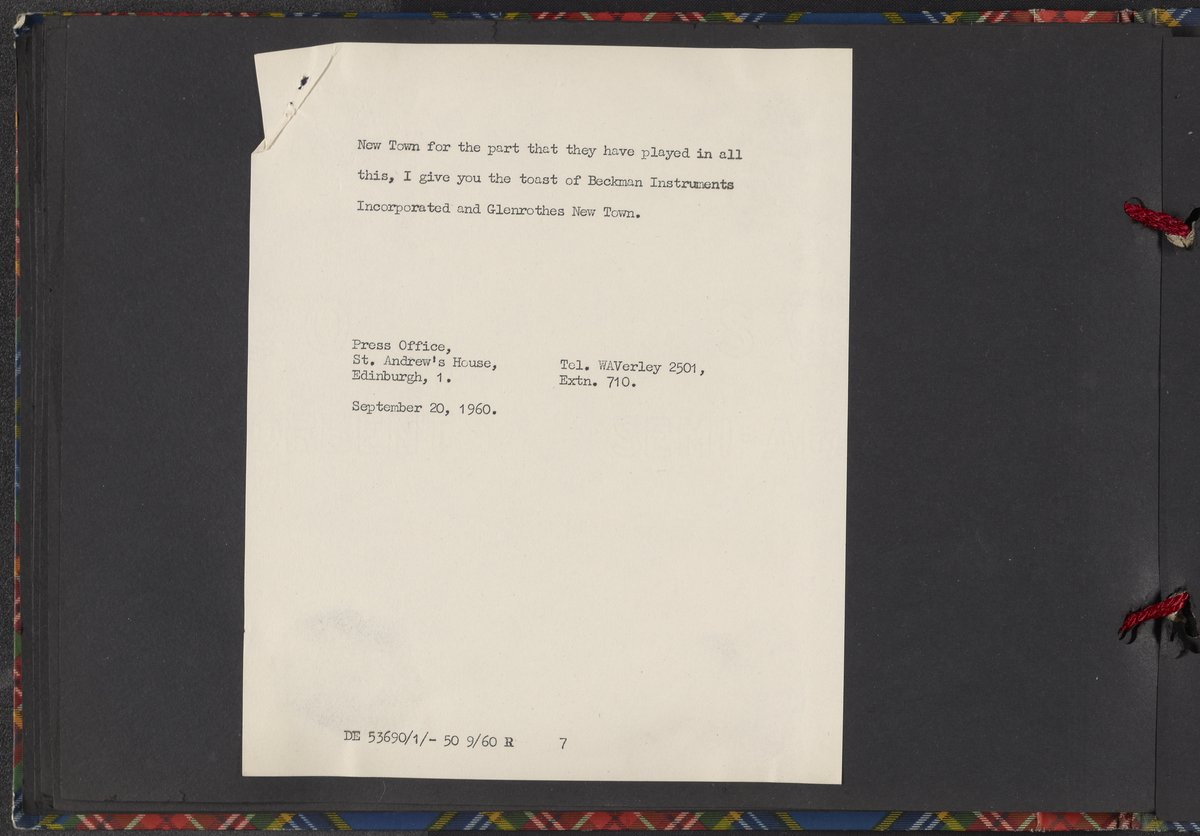 New Town for the part that they have played in all
this, I give you the toast of Beckman Instruments
Incorporated and Glenrothes New Town.
Press Office,
St. Andrew's House,
Edinburgh, 1.
Tel. WAVerley 2501,
Extn. 710.
September 20, 1960.
DE 53690/1/- 50 9/60 R 7